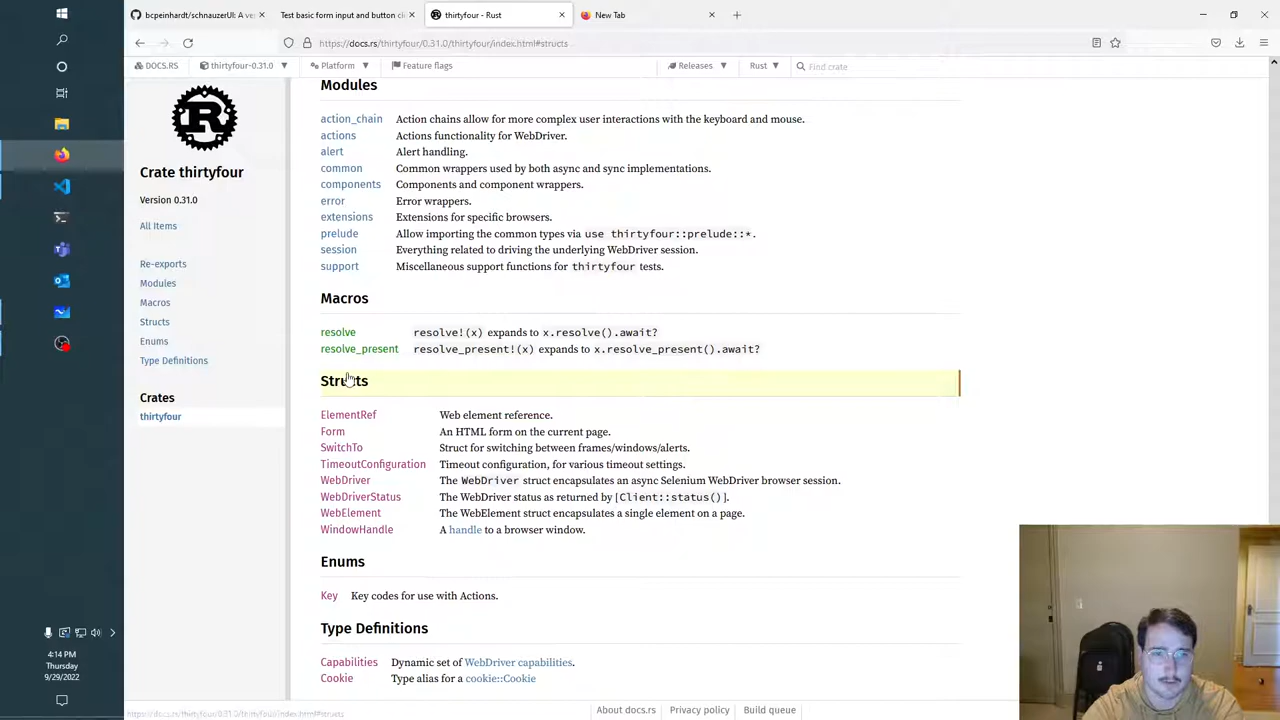 bcpeinhardt/schnauzerUI: A ve
Test basic form input and button cl
thirtyfour - Rust
New Tab
https://docs.rs/thirtyfour/0.31.0/thirtyfour/index.html#structs
DOCS.RS
thirtyfour-0.31.0
Platform
Feature flags
Releases
Rust
Find crate
Crate thirtyfour
Version 0.31.0
All Items
Re-exports
Modules
Macros
Structs
Enums
Type Definitions
Crates
thirtyfour
Modules
action_chain Action chains allow for more complex user interactions with the keyboard and mouse.
actions Actions functionality for WebDriver.
alert Alert handling.
common Common wrappers used by both async and sync implementations.
components Components and component wrappers.
error Error wrappers.
extensions Extensions for specific browsers.
prelude Allow importing the common types via use thirtyfour::prelude::*.
session Everything related to driving the underlying WebDriver session.
support Miscellaneous support functions for thirtyfour tests.
Macros
resolve resolve!(x) expands to x.resolve().await?
resolve_present resolve_present!(x) expands to x.resolve_present().await?
Structs
ElementRef Web element reference.
Form An HTML form on the current page.
SwitchTo Struct for switching between frames/windows/alerts.
TimeoutConfiguration Timeout configuration, for various timeout settings.
WebDriver The WebDriver struct encapsulates an async Selenium WebDriver browser session.
WebDriverStatus The WebDriver status as returned by [Client::status()].
WebElement The WebElement struct encapsulates a single element on a page.
WindowHandle A handle to a browser window.
Enums
Key Key codes for use with Actions.
Type Definitions
Capabilities Dynamic set of WebDriver capabilities.
Cookie Type alias for a cookie::Cookie
About docs.rs
Privacy policy
Build queue
https://docs.rs/thirtyfour/0.31.0/thirtyfour/index.html#structs
4:14 PM
Thursday
9/29/2022